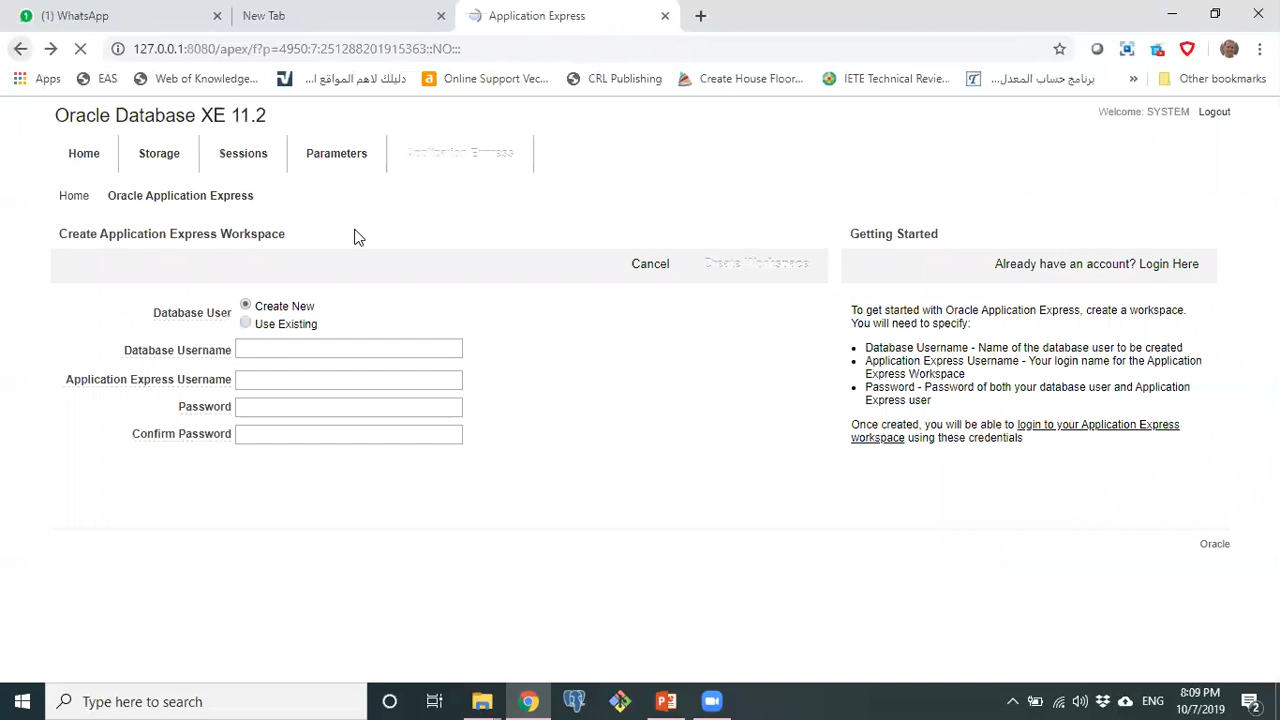 (1) WhatsApp
New Tab
Application Express
127.0.0.1:8080/apex/f?p=4950:7:251288201915363::NO:::
Apps
EAS
Web of Knowledge...
دليلك لاهم المواقع ا...
Online Support Vec...
CRL Publishing
Create House Floor...
IETE Technical Revie...
برنامج حساب المعدل...
»
Other bookmarks
Oracle Database XE 11.2
Welcome: SYSTEM Logout
Home
Storage
Sessions
Parameters
Application Express
Home
Oracle Application Express
Create Application Express Workspace
Cancel
Create Workspace
Database User
Create New
Use Existing
Database Username
Application Express Username
Password
Confirm Password
Getting Started
Already have an account? Login Here
To get started with Oracle Application Express, create a workspace.
You will need to specify:
• Database Username - Name of the database user to be created
• Application Express Username - Your login name for the Application
Express Workspace
• Password - Password of both your database user and Application
Express user
Once created, you will be able to login to your Application Express
workspace using these credentials
Oracle
Type here to search
ENG
8:09 PM
10/7/2019
2